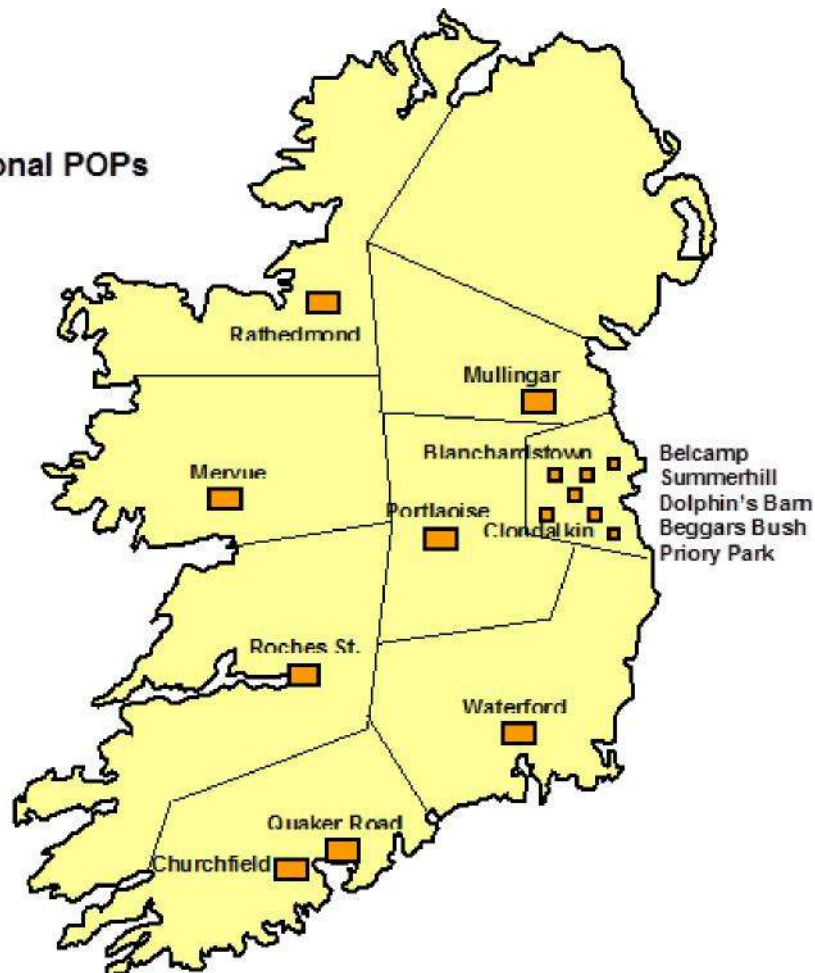 onal POPs
Rathedmond
Mullingar
Blanchardstown
Belcamp
Summerhill
Mervue
Dolphin's Barn
Portlaoise
Clondalkin
Beggars Bush
Priory Park
Roches St.
Waterford
Quaker Road
Churchfield